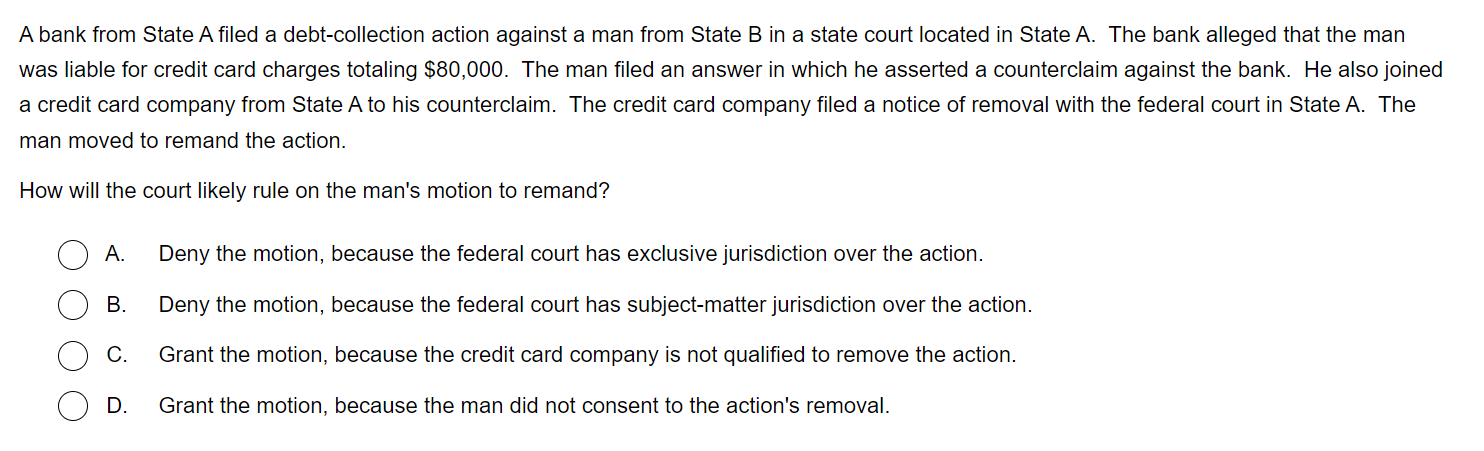 A bank from State A filed a debt-collection action against a man from State B in a state court located in State A.  The bank alleged that the man
was liable for credit card charges totaling $80,000.  The man filed an answer in which he asserted a counterclaim against the bank.  He also joined
a credit card company from State A to his counterclaim.  The credit card company filed a notice of removal with the federal court in State A.  The
man moved to remand the action.
How will the court likely rule on the man's motion to remand?
A. Deny the motion, because the federal court has exclusive jurisdiction over the action.
B. Deny the motion, because the federal court has subject-matter jurisdiction over the action.
C. Grant the motion, because the credit card company is not qualified to remove the action.
D. Grant the motion, because the man did not consent to the action's removal.